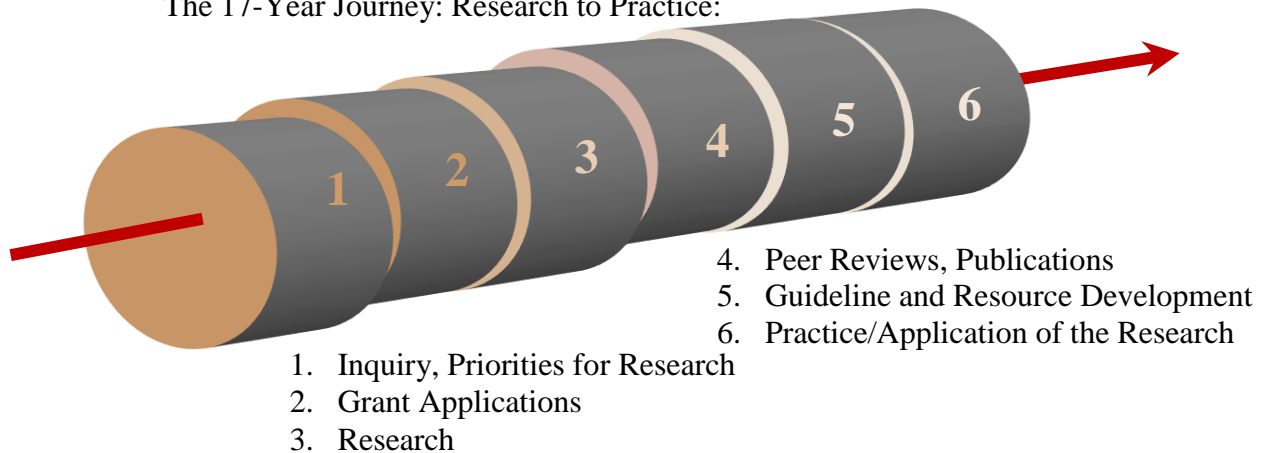 The 17-Year Journey: Research to Practice:
1
2
3
4
5
6
4. Peer Reviews, Publications
5. Guideline and Resource Development
6. Practice/Application of the Research
1. Inquiry, Priorities for Research
2. Grant Applications
3. Research